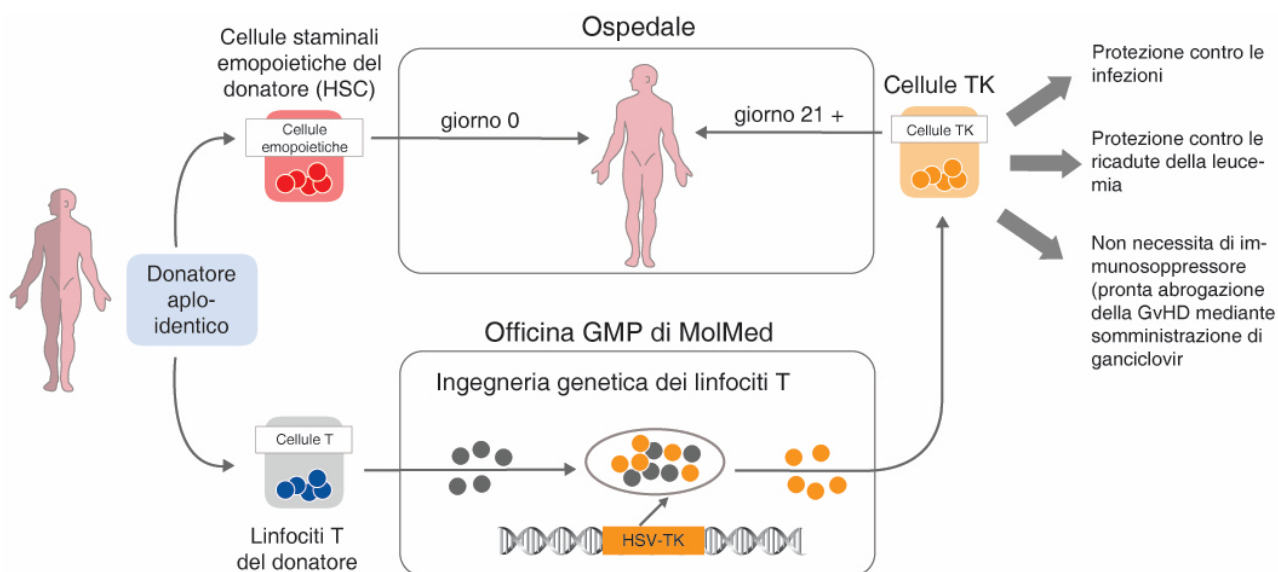 Cellule staminali
emopoietiche del
donatore (HSC)
Cellule
emopoietiche
Ospedale
giorno 0
giorno 21 +
Cellule TK
Cellule TK
Protezione contro le
infezioni
Protezione contro le
ricadute della leuce-
mia
Non necessita di im-
munosoppressore
(pronta abrogazione
della GvHD mediante
somministrazione di
ganciclovir
Donatore
aplo-
identico
Officina GMP di MolMed
Ingegneria genetica dei linfociti T
Cellule T
Linfociti T
del donatore
HSV-TK